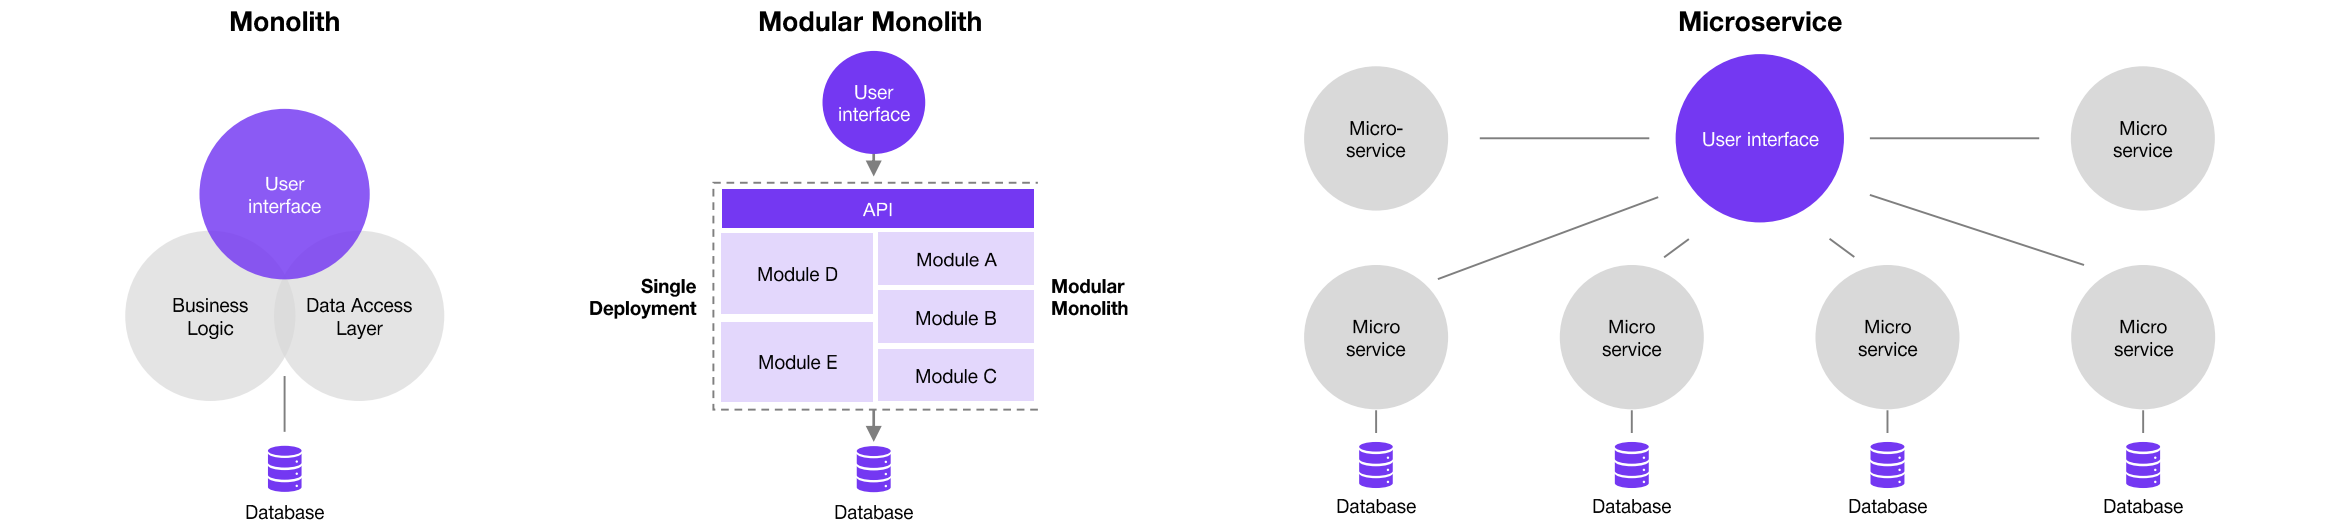 Monolith
User
interface
Business
Logic
Data Access
Layer
Database
Modular Monolith
User
interface
API
Module D
Module E
Module A
Module B
Module C
Single
Deployment
Modular
Monolith
Database
Microservice
Micro-
service
User interface
Micro
service
Micro
service
Micro
service
Micro
service
Micro
service
Database
Database
Database
Database